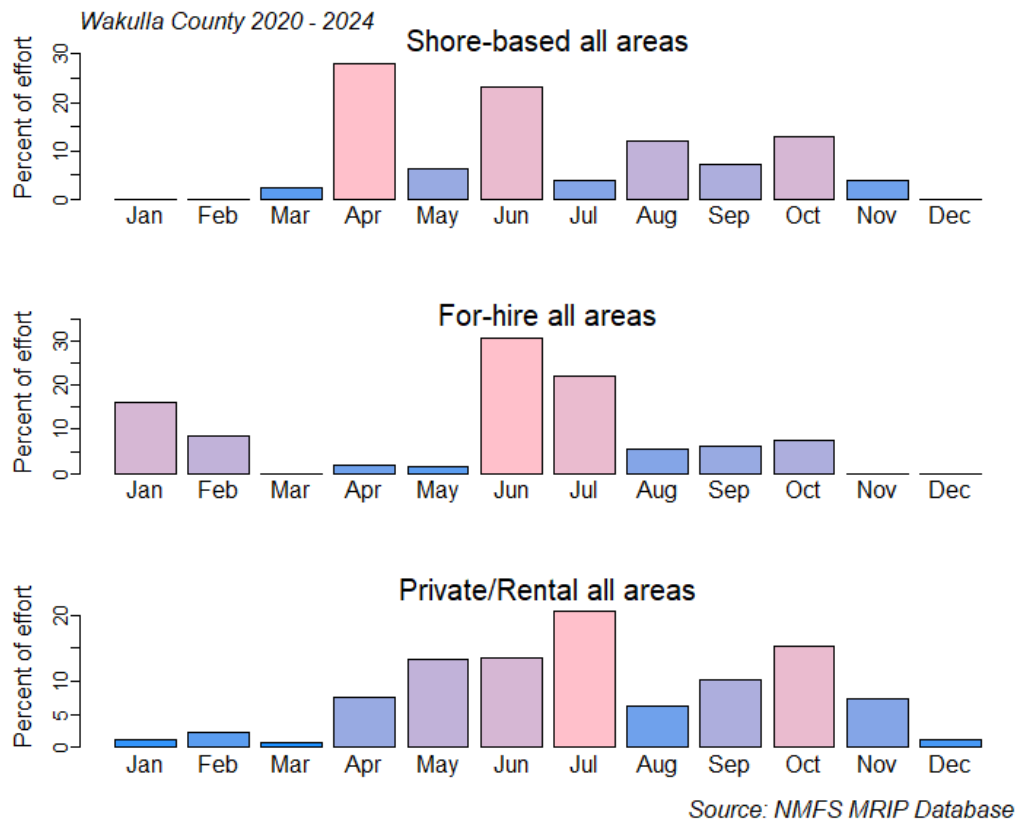 Wakulla County 2020 - 2024
Shore-based all areas
Percent of effort
30
20
10
0
Jan Feb Mar Apr May Jun Jul Aug Sep Oct Nov Dec
For-hire all areas
Percent of effort
30
20
10
0
Jan Feb Mar Apr May Jun Jul Aug Sep Oct Nov Dec
Private/Rental all areas
Percent of effort
20
10
5
0
Jan Feb Mar Apr May Jun Jul Aug Sep Oct Nov Dec
Source: NMFS MRIP Database